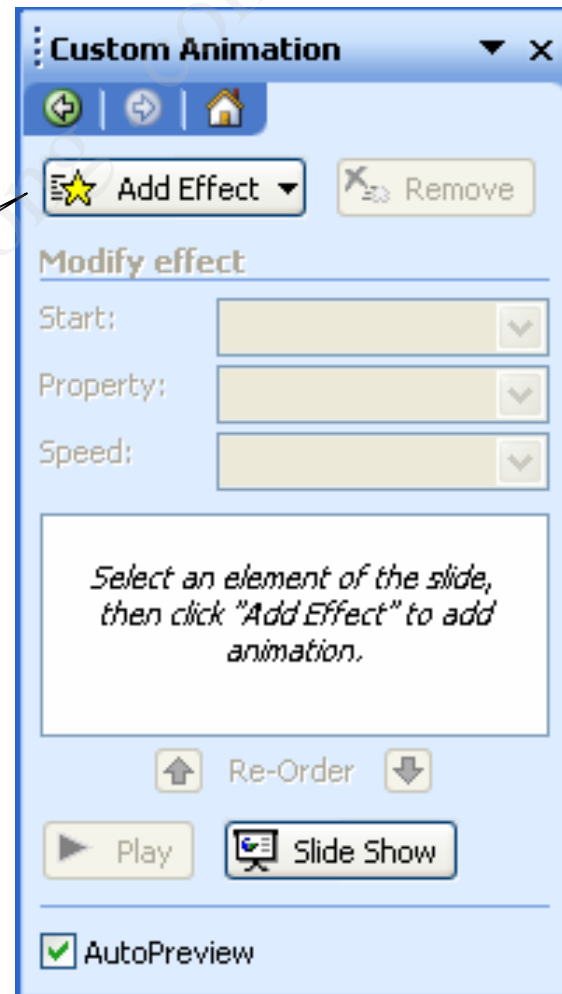 Custom Animation
Add Effect
Remove
Modify effect
Start:
Property:
Speed:
Select an element of the slide,
then click "Add Effect" to add
animation.
Re-Order
Play
Slide Show
AutoPreview